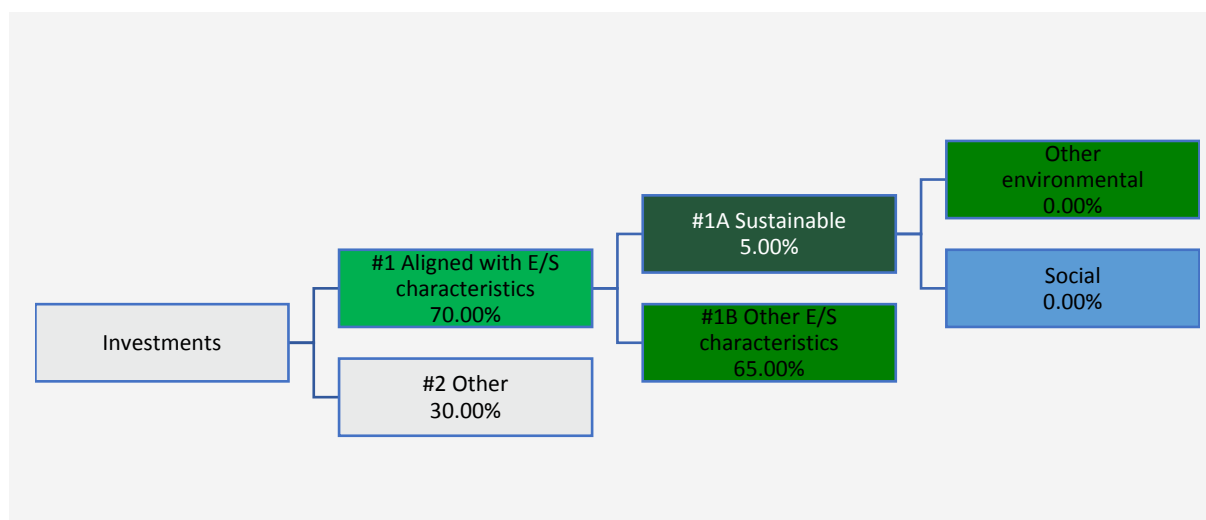 Investments
#1 Aligned with E/S
characteristics
70.00%
#2 Other
30.00%
#1A Sustainable
5.00%
#1B Other E/S
characteristics
65.00%
Other
environmental
0.00%
Social
0.00%